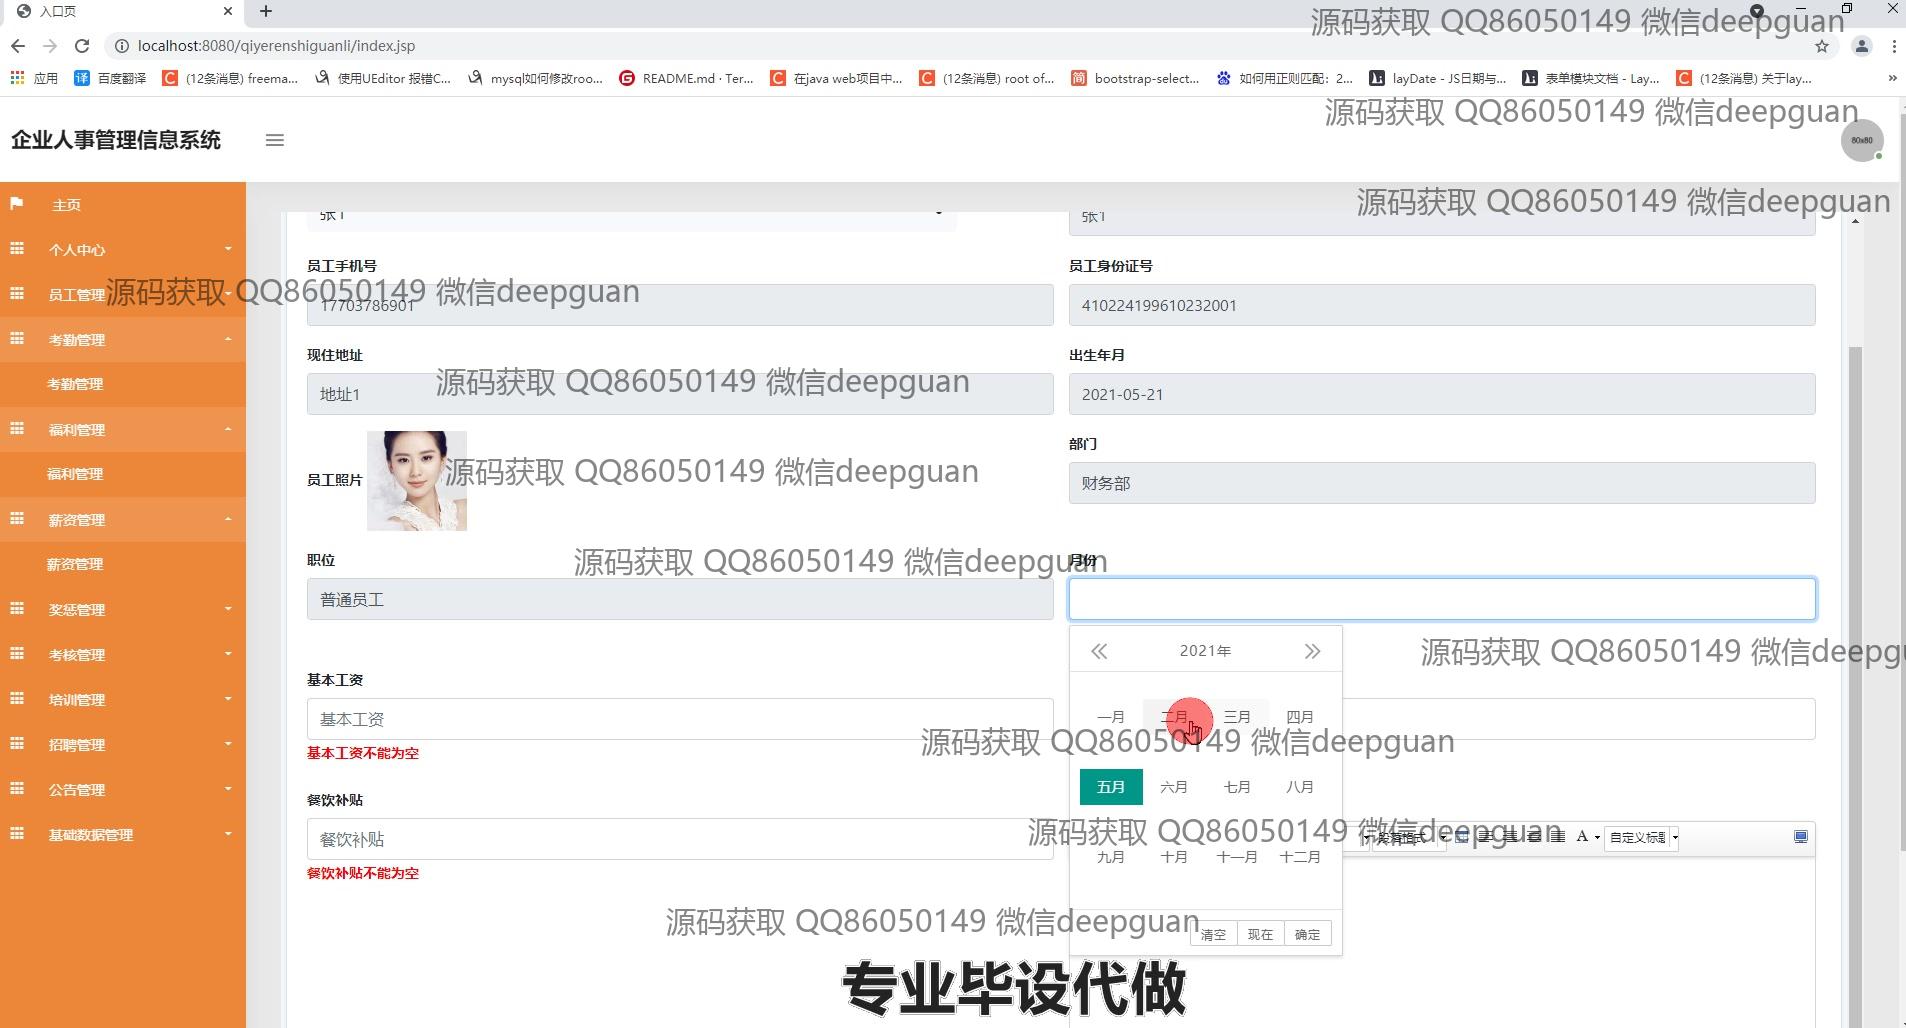 入口页
源码获取 QQ86050149 微信deepguan
localhost:8080/qiyerenshiguanli/index.jsp
应用
百度翻译
(12条消息) freema...
使用UEditor 报错C...
mysql如何修改roo...
README.md · Ter...
在java web项目中...
(12条消息) root of...
bootstrap-select...
如何用正则匹配：2...
layDate - JS日期与...
表单模块文档 - Lay...
(12条消息) 关于lay...
源码获取 QQ86050149 微信deepguan
企业人事管理信息系统
80x80
主页
源码获取 QQ86050149 微信deepguan
张1
张1
个人中心
员工手机号
员工身份证号
员工管理
源码获取 QQ86050149 微信deepguan
17703786901
410224199610232001
考勤管理
现住地址
出生年月
考勤管理
源码获取 QQ86050149 微信deepguan
地址1
2021-05-21
福利管理
部门
福利管理
员工照片
源码获取 QQ86050149 微信deepguan
财务部
薪资管理
薪资管理
职位
源码获取 QQ86050149 微信deepguan
月份
奖惩管理
普通员工
考核管理
2021年
源码获取 QQ86050149 微信deepgu
基本工资
培训管理
基本工资
一月 二月 三月 四月
招聘管理
源码获取 QQ86050149 微信deepguan
基本工资不能为空
公告管理
五月 六月 七月 八月
餐饮补贴
基础数据管理
餐饮补贴
源码获取 QQ86050149 微信deepguan
段落格式
自定义标题
九月 十月 十一月 十二月
餐饮补贴不能为空
源码获取 QQ86050149 微信deepguan
清空 现在 确定
专业毕设代做